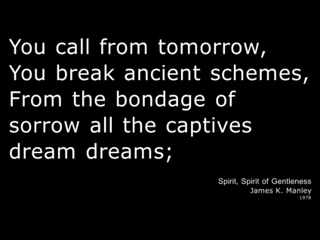 You call from tomorrow,
You break ancient schemes,
From the bondage of
sorrow all the captives
dream dreams;
Spirit, Spirit of Gentleness
James K. Manley
1978